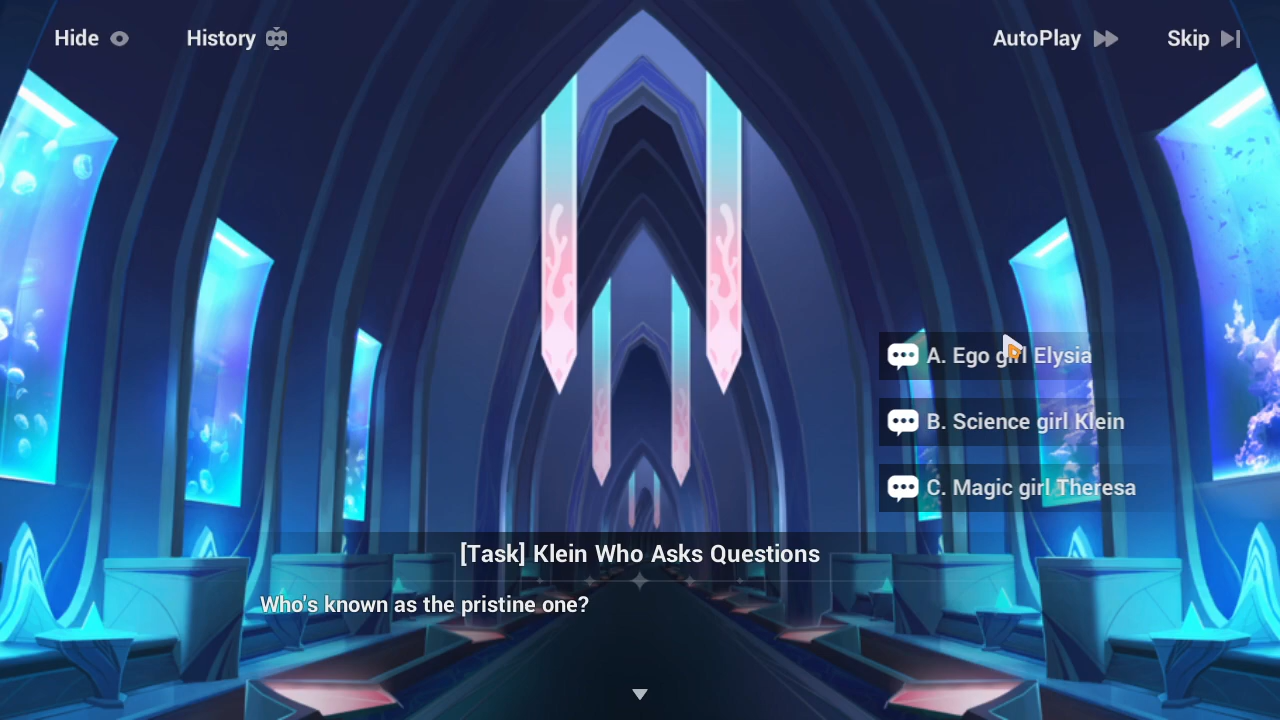 Hide
History
AutoPlay
Skip
A. Ego girl Elysia
B. Science girl Klein
C. Magic girl Theresa
[Task] Klein Who Asks Questions
Who's known as the pristine one?